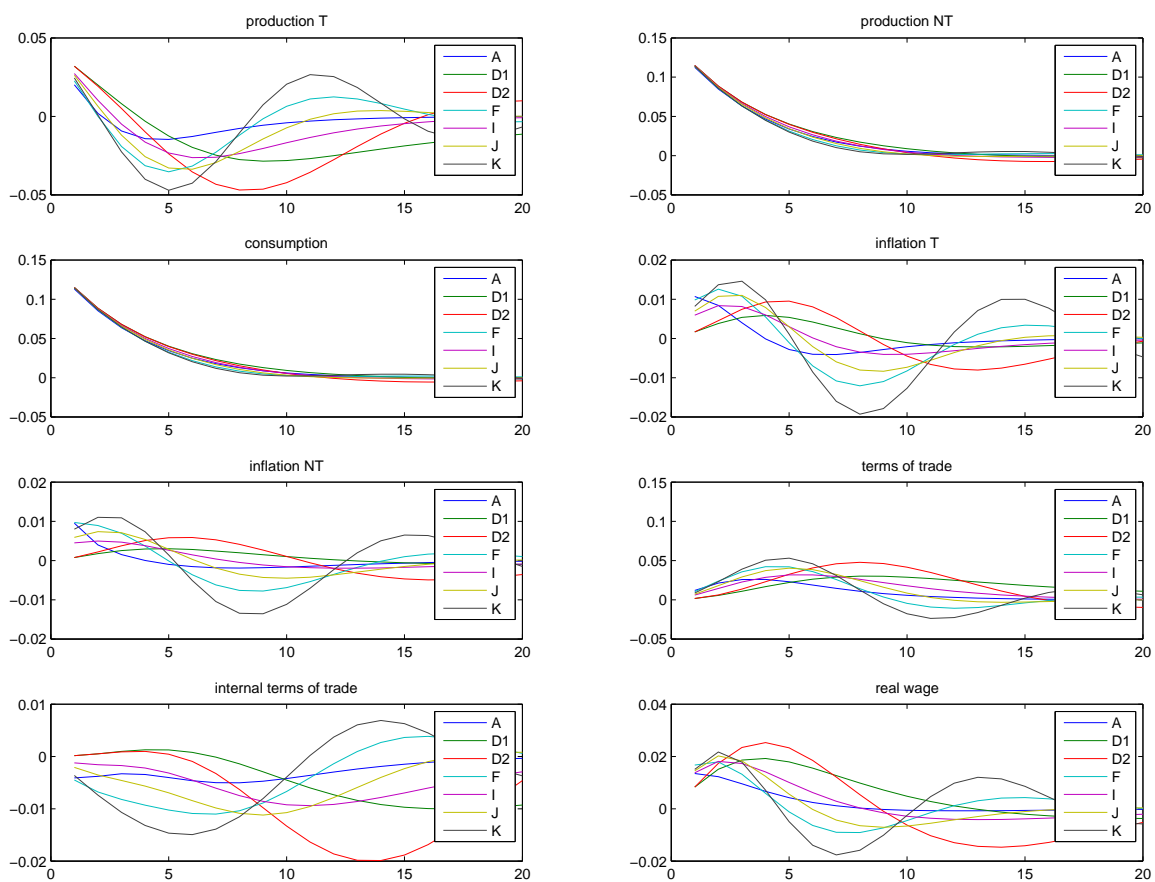 production T
0.05
0
−0.05
0
5
10
15
20
A
D1
D2
F
I
J
K
production NT
0.15
0.1
0.05
0
−0.05
0
5
10
15
20
A
D1
D2
F
I
J
K
consumption
0.15
0.1
0.05
0
−0.05
0
5
10
15
20
A
D1
D2
F
I
J
K
inflation T
0.02
0.01
0
−0.01
−0.02
0
5
10
15
20
A
D1
D2
F
I
J
K
inflation NT
0.02
0.01
0
−0.01
−0.02
0
5
10
15
20
A
D1
D2
F
I
J
K
terms of trade
0.15
0.1
0.05
0
−0.05
0
5
10
15
20
A
D1
D2
F
I
J
K
internal terms of trade
0.01
0
−0.01
−0.02
0
5
10
15
20
A
D1
D2
F
I
J
K
real wage
0.04
0.02
0
−0.02
0
5
10
15
20
A
D1
D2
F
I
J
K